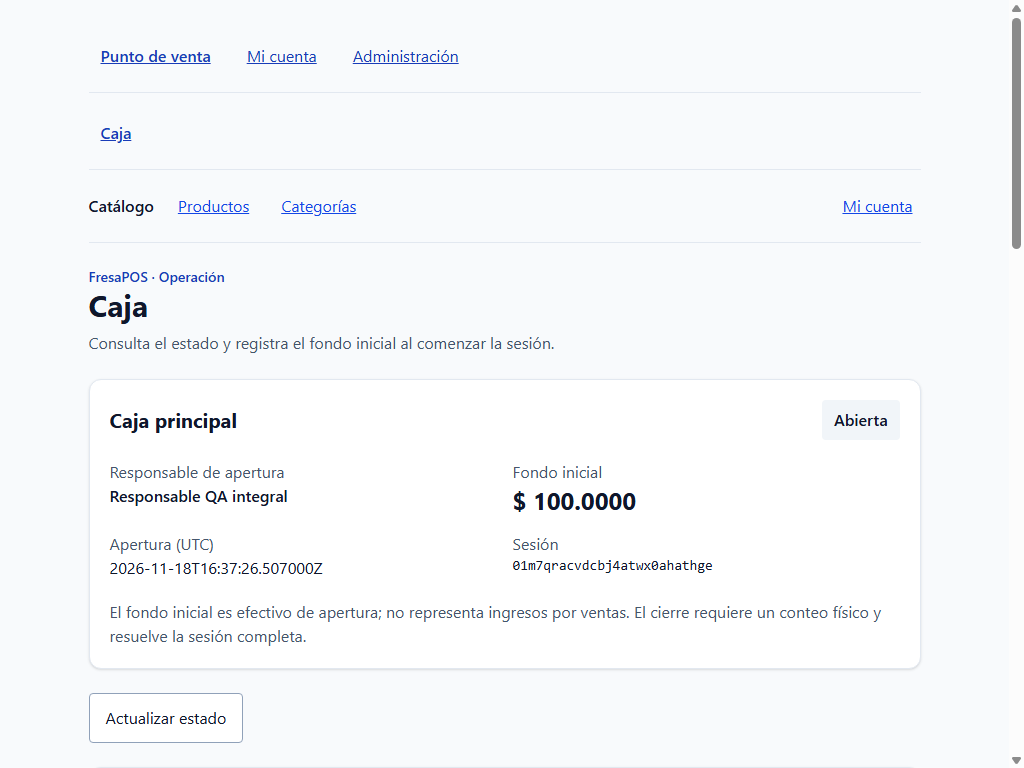 Punto de venta Mi cuenta Administración
Caja
Catálogo Productos Categorías Mi cuenta
FresaPOS · Operación
Caja
Consulta el estado y registra el fondo inicial al comenzar la sesión.
Caja principal Abierta
Responsable de apertura Fondo inicial
Responsable QA integral $ 100.0000
Apertura (UTC) Sesión
2026-11-18T16:37:26.507000Z 01m7qracvdcbj4atwx0ahathge
El fondo inicial es efectivo de apertura; no representa ingresos por ventas. El cierre requiere un conteo físico y
resuelve la sesión completa.
Actualizar estado